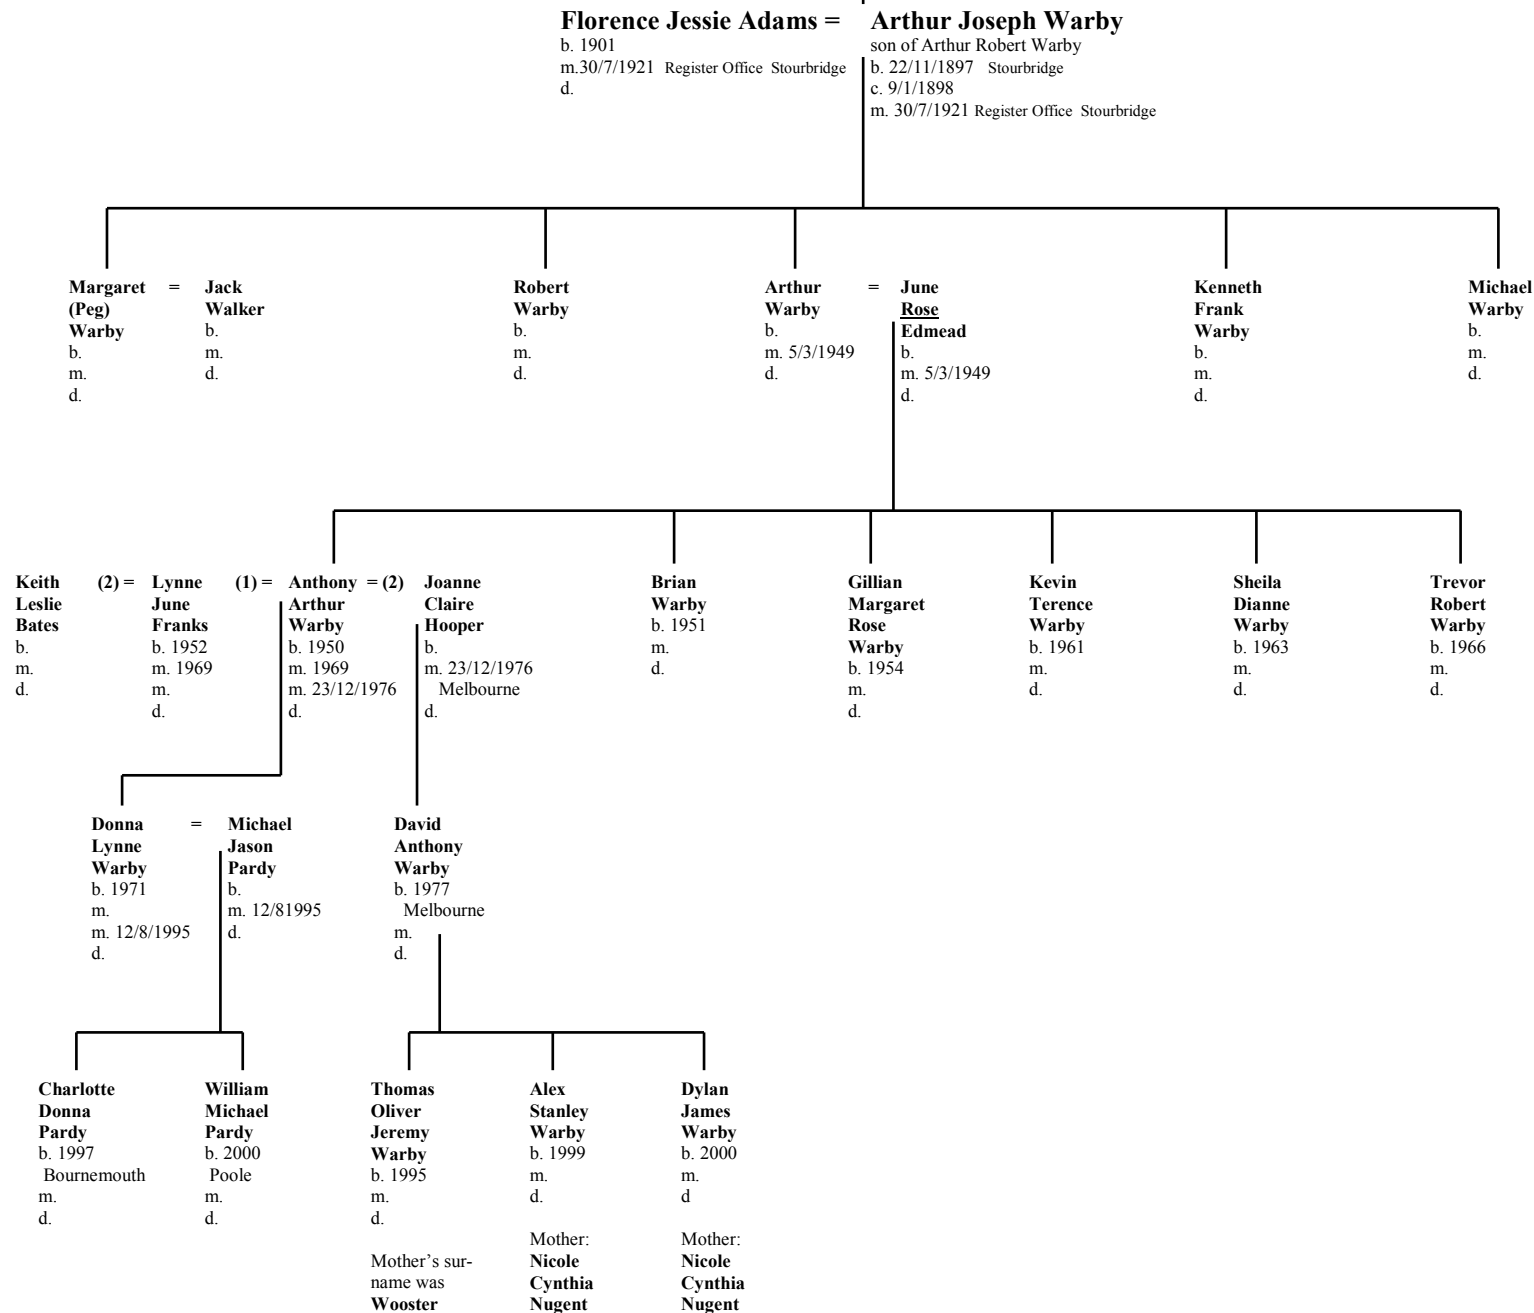 Florence Jessie Adams =
b. 1901
m.30/7/1921 Register Office Stourbridge
d.
Arthur Joseph Warby
son of Arthur Robert Warby
b. 22/11/1897 Stourbridge
c. 9/1/1898
m. 30/7/1921 Register Office Stourbridge
Margaret =
(Peg)
Warby
b.
m.
d.
Jack
Walker
b.
m.
d.
Robert
Warby
b.
m.
d.
Arthur =
Warby
b.
m. 5/3/1949
d.
June
Rose
Edmead
b.
m. 5/3/1949
d.
Kenneth
Frank
Warby
b.
m.
d.
Michael
Warby
b.
m.
d.
Keith (2) =
Leslie
Bates
b.
m.
d.
Lynne (1) =
June
Franks
b. 1952
m. 1969
m.
d.
Anthony = (2)
Arthur
Warby
b. 1950
m. 1969
m. 23/12/1976
d.
Joanne
Claire
Hooper
b.
m. 23/12/1976
Melbourne
d.
Brian
Warby
b. 1951
m.
d.
Gillian
Margaret
Rose
Warby
b. 1954
m.
d.
Kevin
Terence
Warby
b. 1961
m.
d.
Sheila
Dianne
Warby
b. 1963
m.
d.
Trevor
Robert
Warby
b. 1966
m.
d.
Donna =
Lynne
Warby
b. 1971
m.
m. 12/8/1995
d.
Michael
Jason
Pardy
b.
m. 12/81995
d.
David
Anthony
Warby
b. 1977
Melbourne
m.
d.
Charlotte
Donna
Pardy
b. 1997
Bournemouth
m.
d.
William
Michael
Pardy
b. 2000
Poole
m.
d.
Thomas
Oliver
Jeremy
Warby
b. 1995
m.
d.
Mother’s sur-
name was
Wooster
Alex
Stanley
Warby
b. 1999
m.
d.
Mother:
Nicole
Cynthia
Nugent
Dylan
James
Warby
b. 2000
m.
d
Mother:
Nicole
Cynthia
Nugent